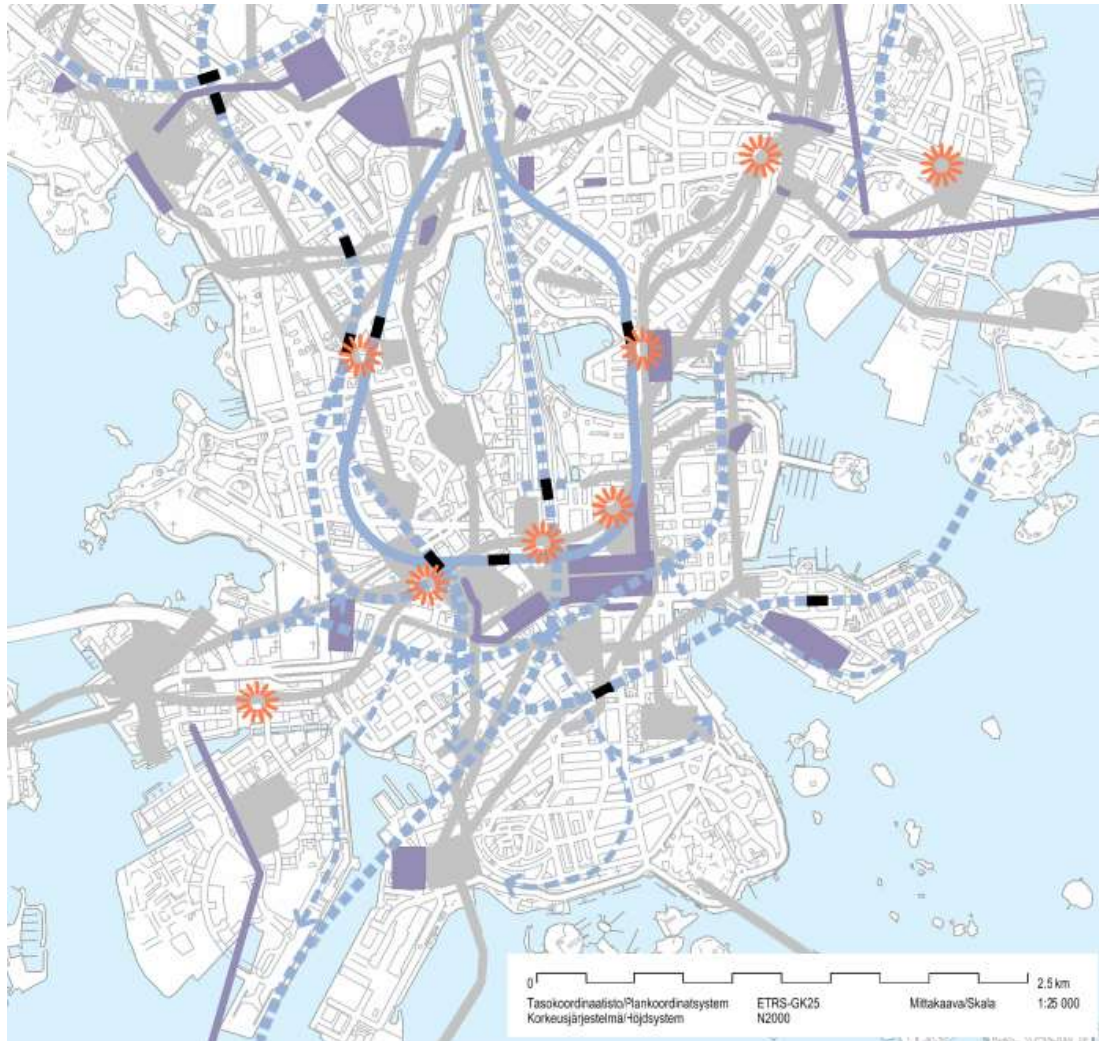 0 2.5 km
Tasokoordinaatisto/Plankoordinatsystem ETRS-GK25 Mittakaava/Skala 1:25 000
Korkeusjärjestelmä/Höjdsystem N2000